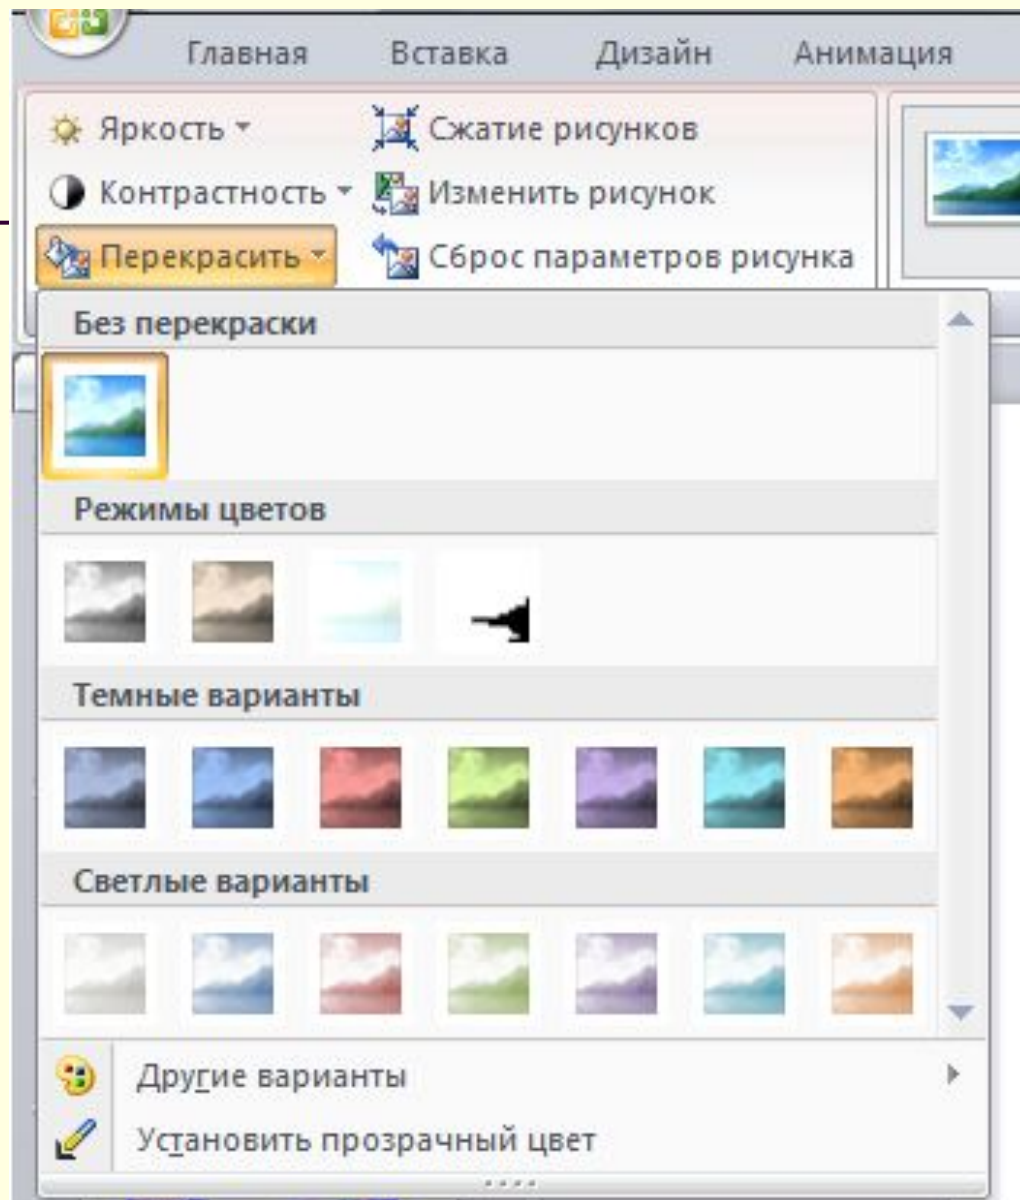 Главная Вставка Дизайн Анимация
Яркость Сжатие рисунков
Контрастность Изменить рисунок
Перекрасить Сброс параметров рисунка
Без перекраски
Режимы цветов
Темные варианты
Светлые варианты
Другие варианты
Установить прозрачный цвет